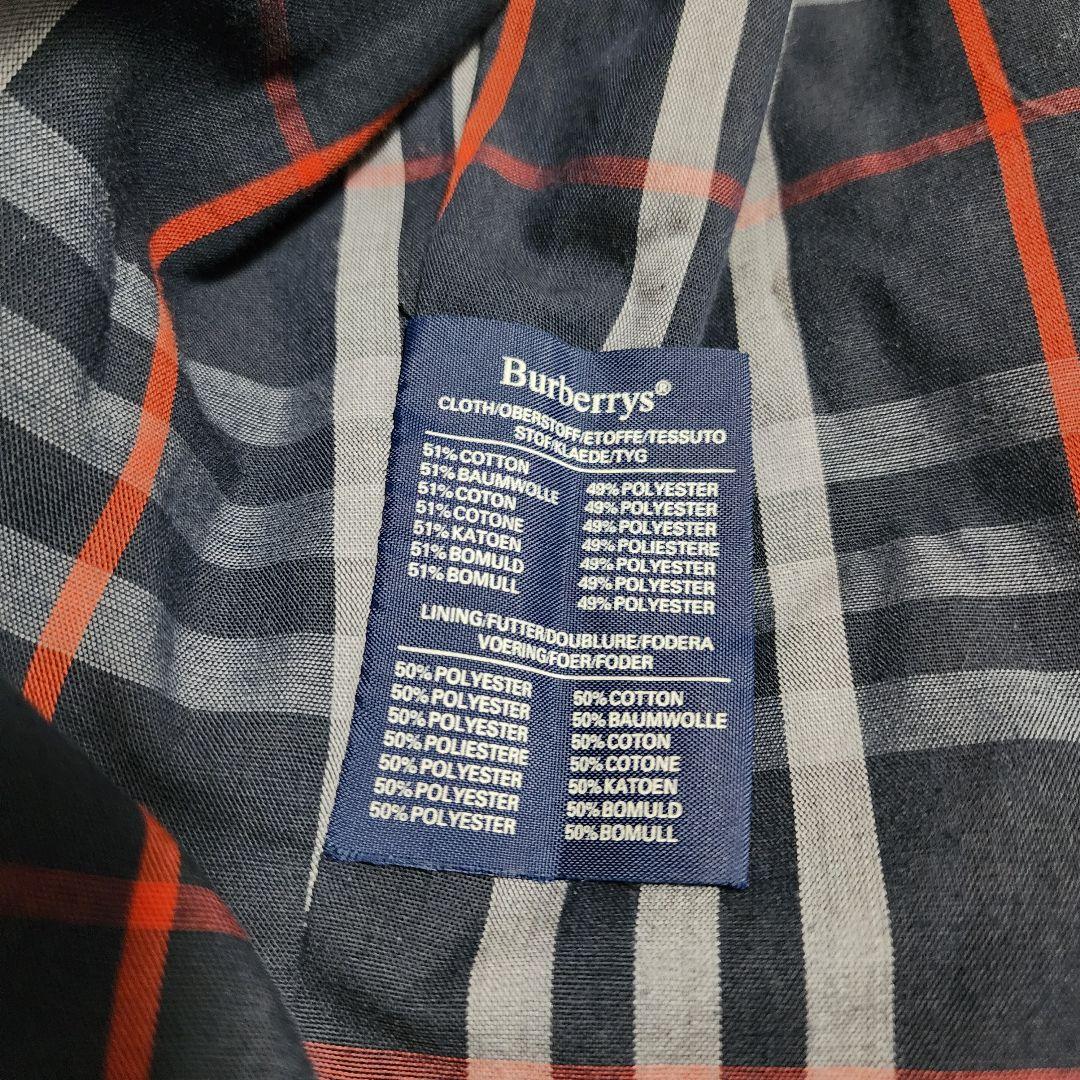 Burberrys®
CLOTH/OBERSTOFF/ETOFFE/TESSUTO
STOF/KLAEDE/TYG
51% COTTON
51% BAUMWOLLE
51% COTON
51% COTONE
51% KATOEN
51% BOMULD
51% BOMULL
49% POLYESTER
49% POLYESTER
49% POLYESTER
49% POLIESTERE
49% POLYESTER
49% POLYESTER
49% POLYESTER
LINING/FUTTER/DOUBLURE/FODERA
VOERING/FOER/FODER
50% POLYESTER
50% POLYESTER
50% POLYESTER
50% POLIESTERE
50% POLYESTER
50% POLYESTER
50% POLYESTER
50% COTTON
50% BAUMWOLLE
50% COTON
50% COTONE
50% KATOEN
50% BOMULD
50% BOMULL